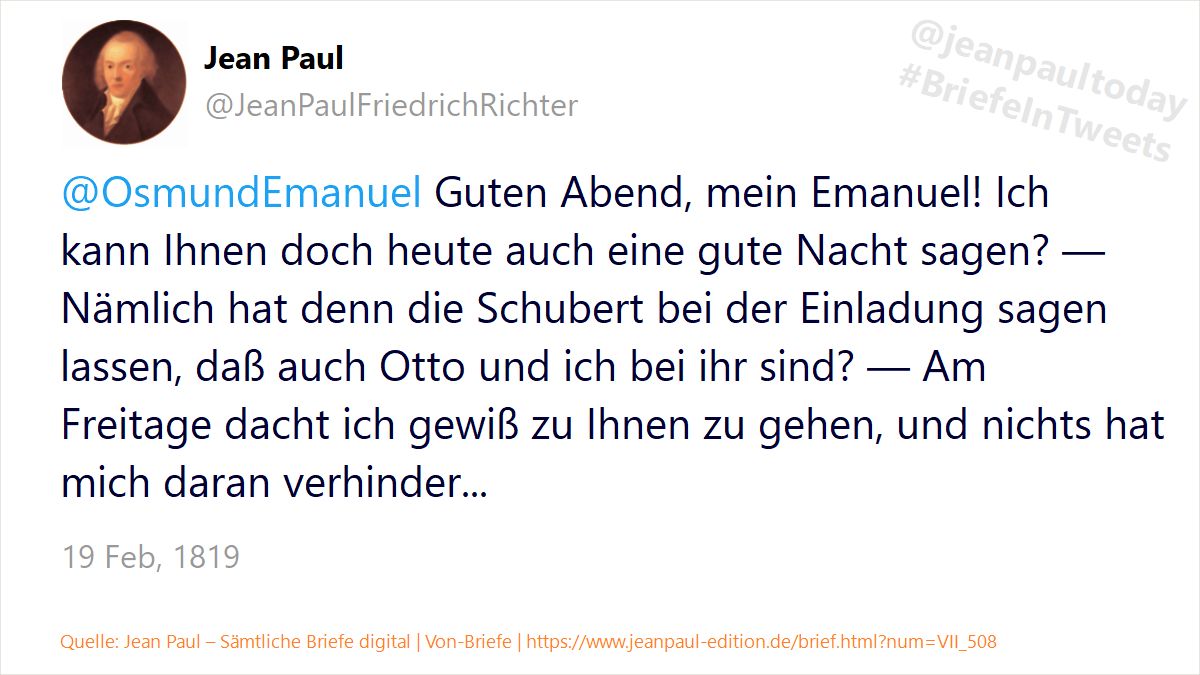 Jean Paul
@JeanPaulFriedrichRichter
@jeanpaultoday
#BriefeInTweets
@OsmundEmanuel Guten Abend, mein Emanuel! Ich
kann Ihnen doch heute auch eine gute Nacht sagen? —
Nämlich hat denn die Schubert bei der Einladung sagen
lassen, daß auch Otto und ich bei ihr sind? — Am
Freitage dacht ich gewiß zu Ihnen zu gehen, und nichts hat
mich daran verhinder...
19 Feb, 1819
Quelle: Jean Paul – Sämtliche Briefe digital | Von-Briefe | https://www.jeanpaul-edition.de/brief.html?num=VII_508